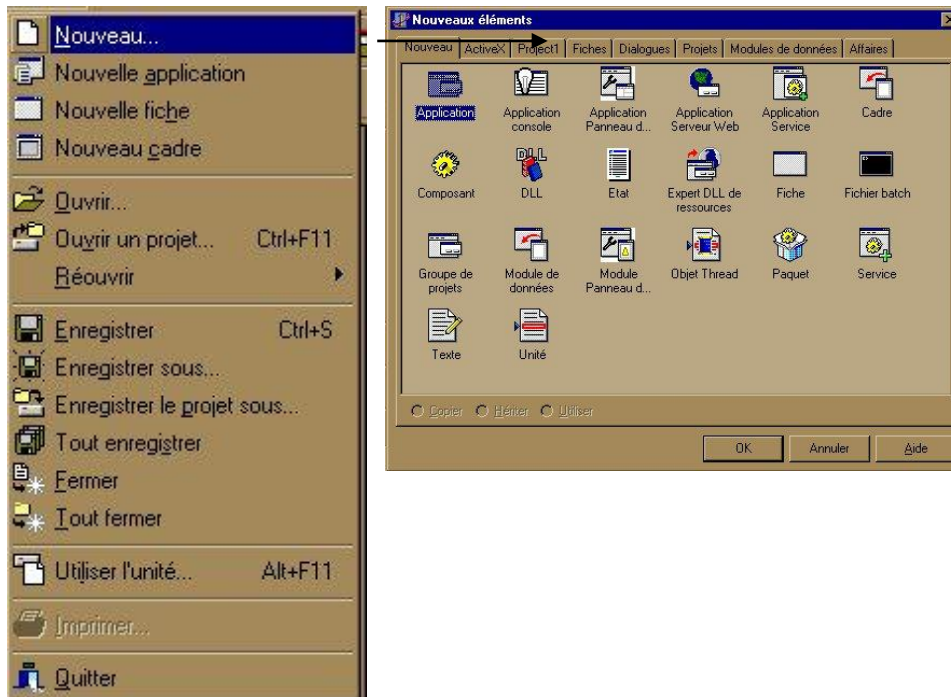 Nouveau...
Nouvelle application
Nouvelle fiche
Nouveau cadre
Ouvrir...
Ouvrir un projet... Ctrl+F11
Réouvrir
Enregistrer Ctrl+S
Enregistrer sous...
Enregistrer le projet sous...
Tout enregistrer
Fermer
Tout fermer
Utiliser l'unité... Alt+F11
Imprimer...
Quitter
Nouveaux éléments
Nouveau ActiveX Project1 Fiches Dialogues Projets Modules de données Affaires
Application Application Application Application Application Cadre
console Panneau d... Serveur Web Service
Composant DLL Etat Expert DLL de Fiche Fichier batch
ressources
Groupe de Module de Module Objet Thread Paquet Service
projets données Panneau d...
Texte Unité
Copier Hériter Utiliser
OK Annuler Aide